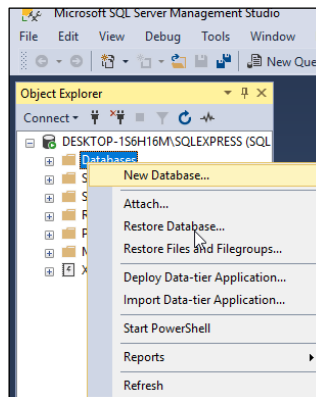 Microsoft SQL Server Management Studio
File Edit View Debug Tools Window
New Que
Object Explorer
Connect
DESKTOP-1S6H16M\SQLEXPRESS (SQL
Databases
New Database...
S
Attach...
S
Restore Database...
R
Restore Files and Filegroups...
P
M
Deploy Data-tier Application...
X
Import Data-tier Application...
Start PowerShell
Reports
Refresh